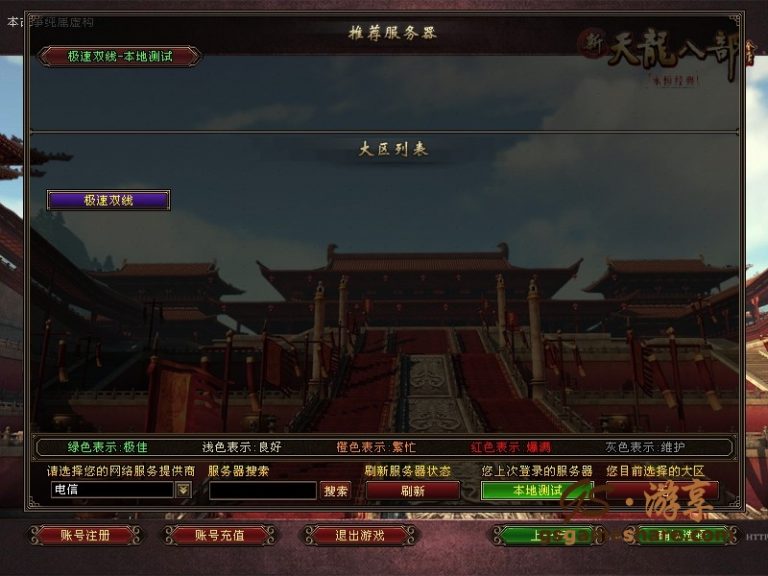 推荐服务器
新天龍八部
永恒经典!
极速双线-本地测试
大区列表
极速双线
绿色表示:极佳 浅色表示:良好 橙色表示:繁忙 红色表示:爆满 灰色表示:维护
请选择您的网络服务提供商 服务器搜索 刷新服务器状态 您上次登录的服务器 您目前选择的大区
电信 搜索 刷新 本地测试
游享
账号注册 账号充值 退出游戏